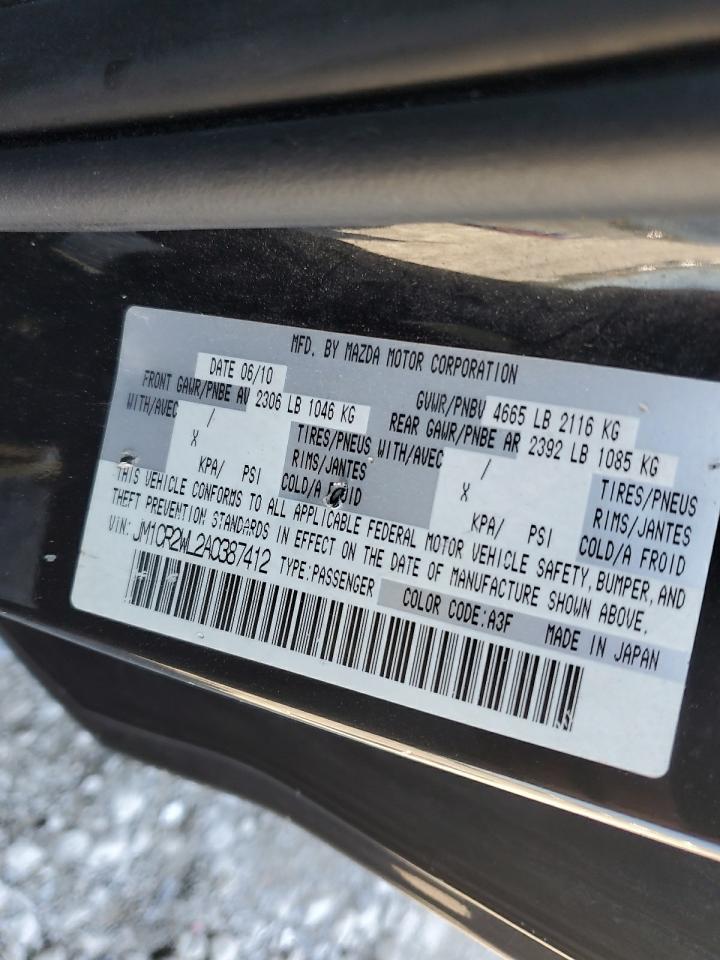 MFD. BY MAZDA MOTOR CORPORATION
DATE 06/10 GVWR/PNBV 4665 LB 2116 KG
FRONT GAWR/PNBE AV 2306 LB 1046 KG REAR GAWR/PNBE AR 2392 LB 1085 KG
WITH/AVEC / TIRES/PNEUS WITH/AVEC / TIRES/PNEUS
X RIMS/JANTES X RIMS/JANTES
KPA/ PSI COLD/A FROID KPA/ PSI COLD/A FROID
THIS VEHICLE CONFORMS TO ALL APPLICABLE FEDERAL MOTOR VEHICLE SAFETY, BUMPER, AND
THEFT PREVENTION STANDARDS IN EFFECT ON THE DATE OF MANUFACTURE SHOWN ABOVE.
VIN: JM1CR2WL2A0387412 TYPE:PASSENGER COLOR CODE:A3F MADE IN JAPAN